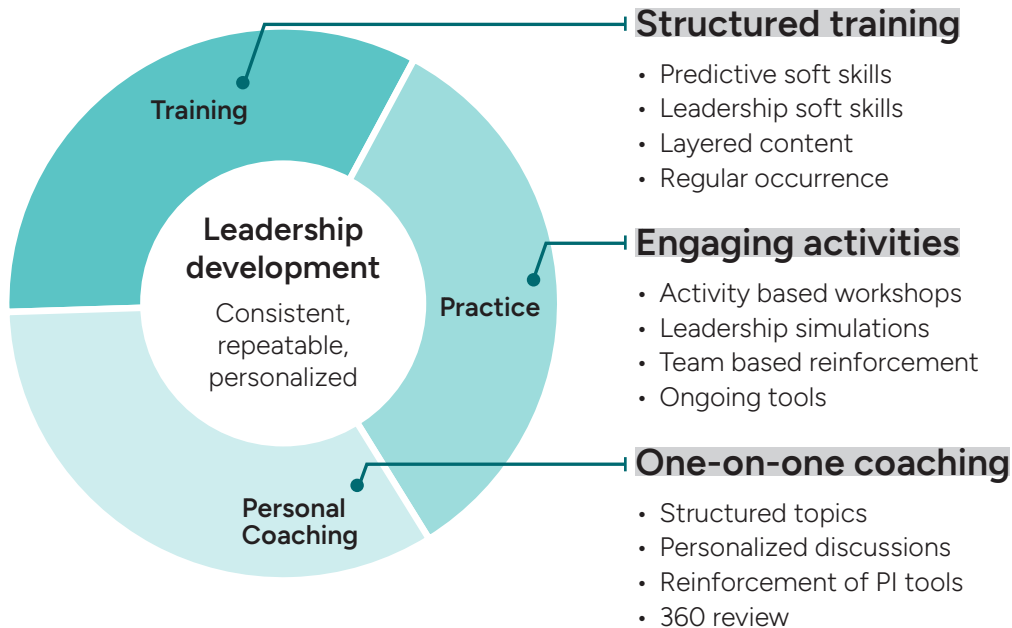 Training
Leadership
development
Consistent,
repeatable,
personalized
Practice
Personal
Coaching
Structured training
• Predictive soft skills
• Leadership soft skills
• Layered content
• Regular occurrence
Engaging activities
• Activity based workshops
• Leadership simulations
• Team based reinforcement
• Ongoing tools
One-on-one coaching
• Structured topics
• Personalized discussions
• Reinforcement of PI tools
• 360 review